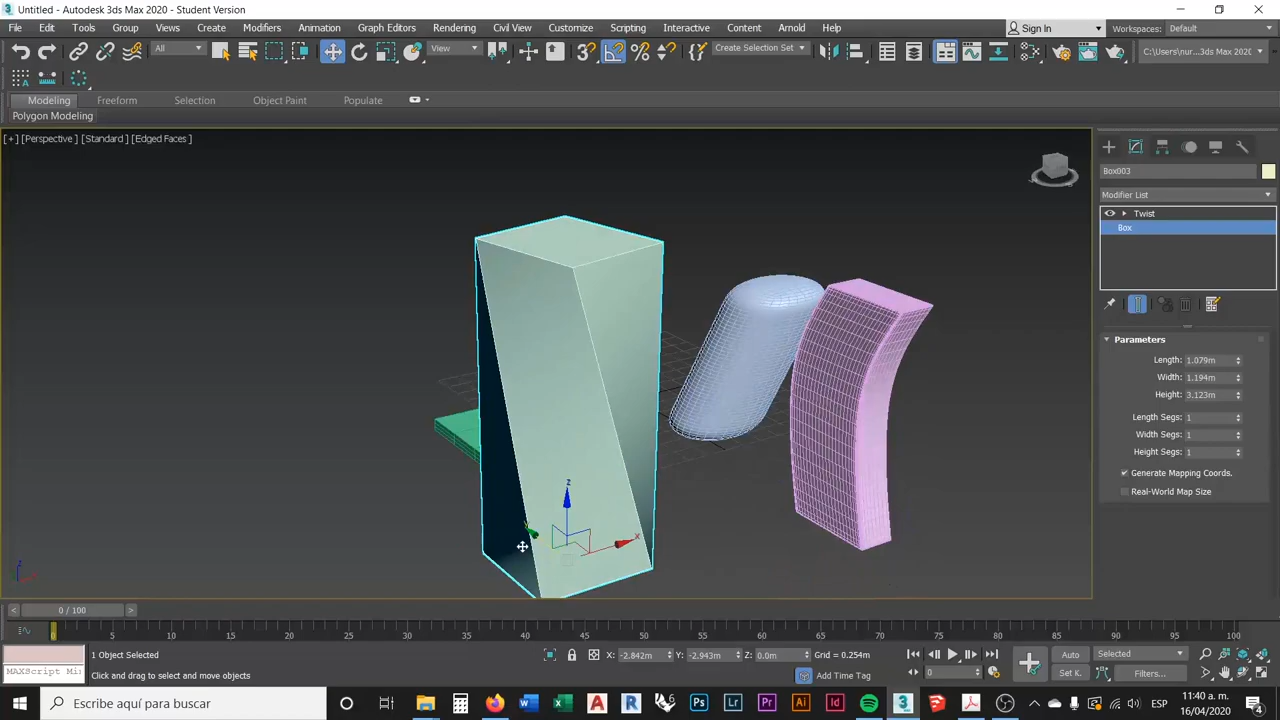 Untitled - Autodesk 3ds Max 2020 - Student Version
File Edit Tools Group Views Create Modifiers Animation Graph Editors Rendering Civil View Customize Scripting Interactive Content Arnold Help
Sign In
Workspaces: Default
All
View
Create Selection Set
C:\Users\nur...3ds Max 2020
Modeling Freeform Selection Object Paint Populate
Polygon Modeling
[+] [Perspective] [Standard] [Edged Faces]
Box003
Modifier List
Twist
Box
Parameters
Length: 1.079m
Width: 1.194m
Height: 3.123m
Length Segs: 1
Width Segs: 1
Height Segs: 1
Generate Mapping Coords.
Real-World Map Size
z
x
0 / 100
0 5 10 15 20 25 30 35 40 45 50 55 60 65 70 75 80 85 90 95 100
MAXScript Mi:
1 Object Selected
Click and drag to select and move objects
X: -2.842m Y: -2.943m Z: 0.0m Grid = 0.254m
Add Time Tag
0
Auto Selected
Set K. Filters...
Escribe aquí para buscar
ESP
11:40 a. m.
16/04/2020